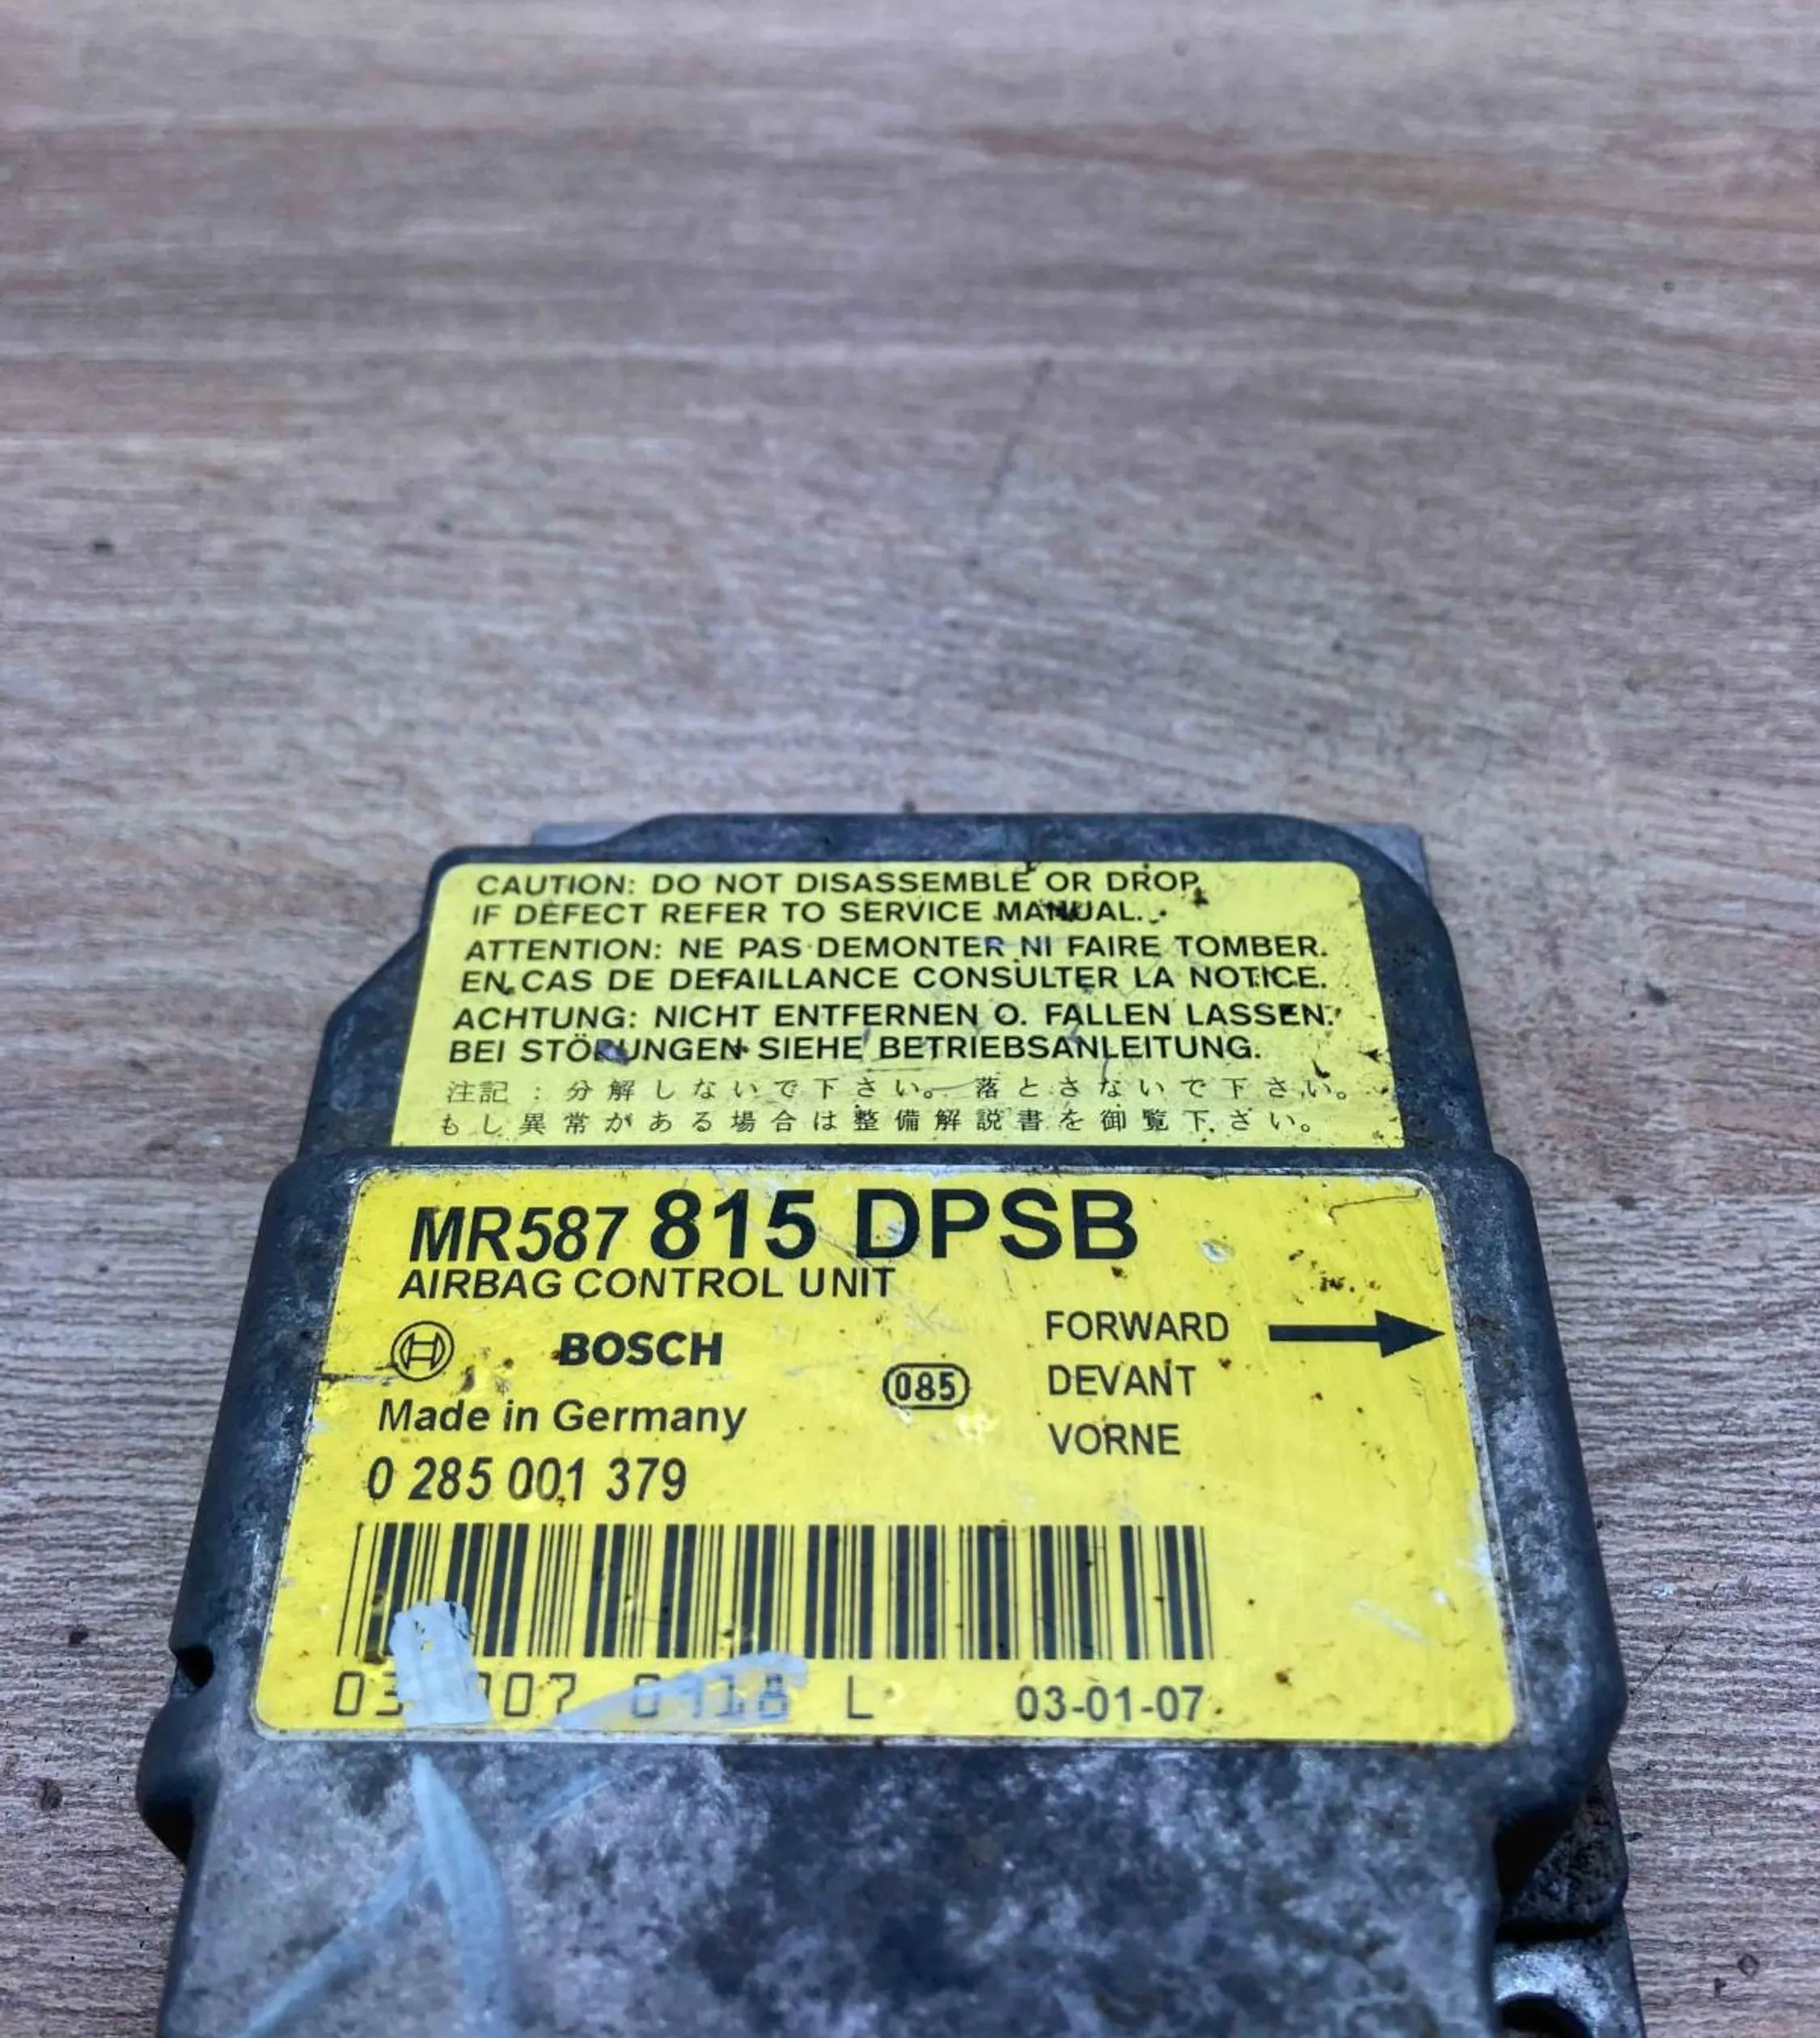 CAUTION: DO NOT DISASSEMBLE OR DROP.
IF DEFECT REFER TO SERVICE MANUAL.
ATTENTION: NE PAS DEMONTER NI FAIRE TOMBER.
EN CAS DE DEFAILLANCE CONSULTER LA NOTICE.
ACHTUNG: NICHT ENTFERNEN O. FALLEN LASSEN.
BEI STÖRUNGEN SIEHE BETRIEBSANLEITUNG.
注記：分解しないで下さい。落とさないで下さい。
もし異常がある場合は整備解説書を御覧下さい。
MR587 815 DPSB
AIRBAG CONTROL UNIT
BOSCH
FORWARD
085
DEVANT
Made in Germany
VORNE
0 285 001 379
L 03-01-07